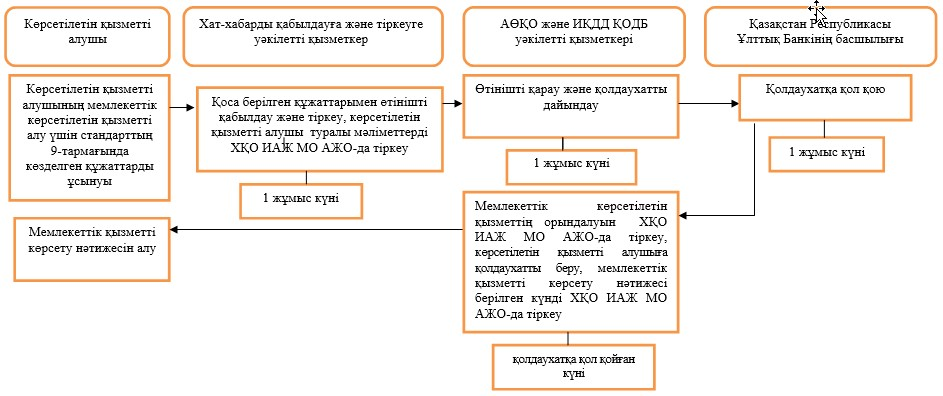 Көрсетілетін қызметті
алушы
Хат-хабарды қабылдауға және тіркеуге
уәкілетті қызметкер
АӨҚО және ИҚДД ҚОДБ
уәкілетті қызметкері
Қазақстан Республикасы
Ұлттық Банкінің басшылығы
Көрсетілетін қызметті
алушының мемлекеттік
көрсетілетін қызметті
алу үшін стандарттың
9-тармағында
көзделген құжаттарды
ұсынуы
Қоса берілген құжаттарымен өтінішті
қабылдау және тіркеу, көрсетілетін
қызметті алушы туралы мәліметтерді
ХҚО ИАЖ МО АЖО-да тіркеу
1 жұмыс күні
Өтінішті қарау және қолдаухатты
дайындау
1 жұмыс күні
Қолдаухатқа қол қою
1 жұмыс күні
Мемлекеттік көрсетілетін
қызметтің орындалуын ХҚО
ИАЖ МО АЖО-да тіркеу,
көрсетілетін қызметті алушыға
қолдаухатты беру, мемлекеттік
қызметті көрсету нәтижесі
берілген күнді ХҚО ИАЖ МО
АЖО-да тіркеу
қолдаухатқа қол қойған
күні
Мемлекеттік қызметті
көрсету нәтижесін алу